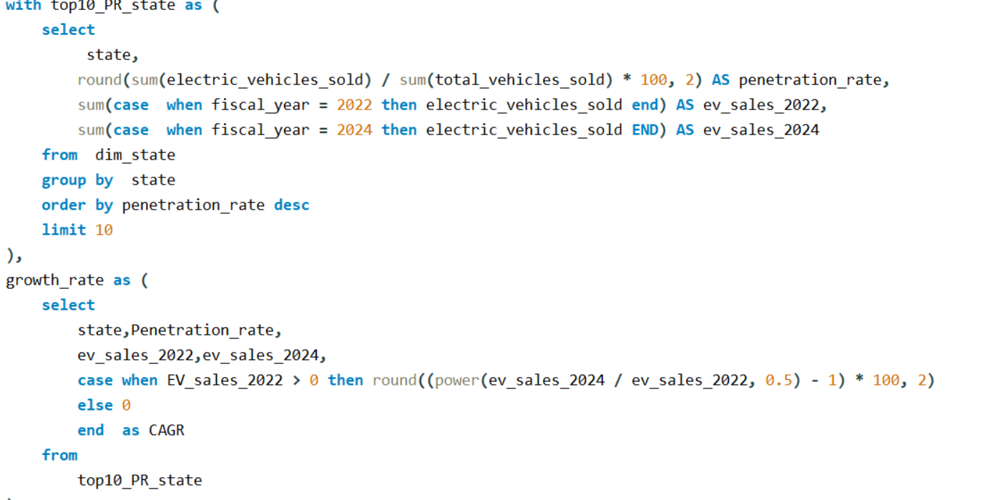 with top10_PR_state as (
select
state,
round(sum(electric_vehicles_sold) / sum(total_vehicles_sold) * 100, 2) AS penetration_rate,
sum(case  when fiscal_year = 2022 then electric_vehicles_sold end) AS ev_sales_2022,
sum(case  when fiscal_year = 2024 then electric_vehicles_sold END) AS ev_sales_2024
from  dim_state
group by  state
order by penetration_rate desc
limit 10
),
growth_rate as (
select
state,Penetration_rate,
ev_sales_2022,ev_sales_2024,
case when EV_sales_2022 > 0 then round((power(ev_sales_2024 / ev_sales_2022, 0.5) - 1) * 100, 2)
else 0
end  as CAGR
from
top10_PR_state